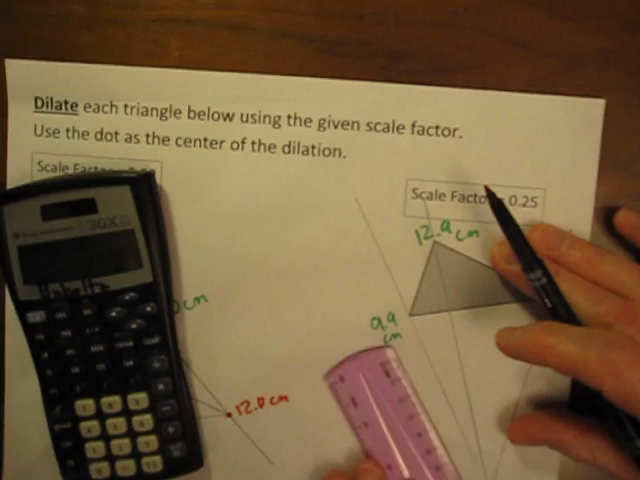 Dilate each triangle below using the given scale factor.
Use the dot as the center of the dilation.
Scale Factor
Scale Factor 0.25
12.9 cm
9.9
cm
cm
12.0 cm